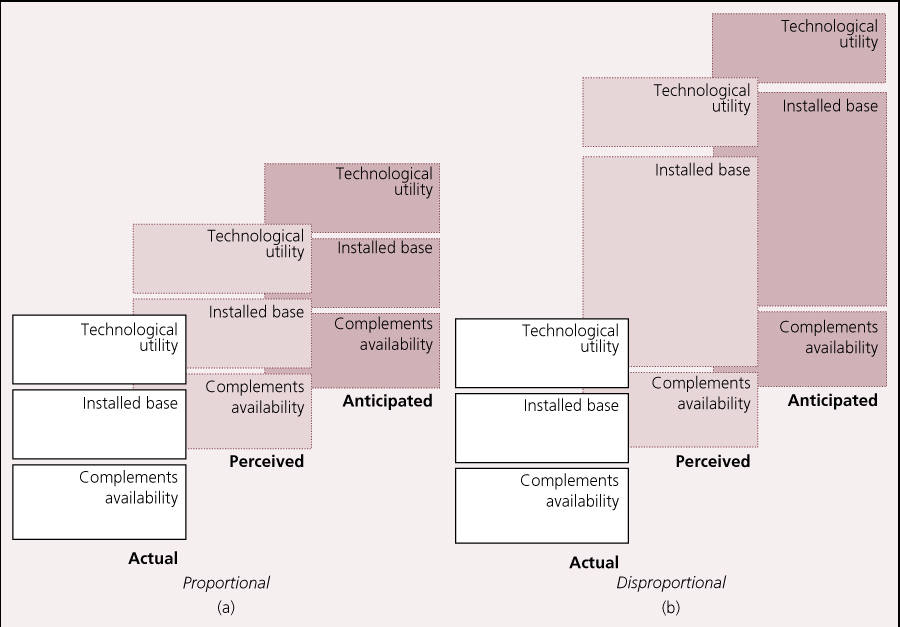 Technological
utility
Installed base
Complements
availability
Anticipated
Technological
utility
Installed base
Complements
availability
Perceived
Technological
utility
Installed base
Complements
availability
Actual
Proportional
(a)
Technological
utility
Installed base
Complements
availability
Anticipated
Technological
utility
Installed base
Complements
availability
Perceived
Technological
utility
Installed base
Complements
availability
Actual
Disproportional
(b)